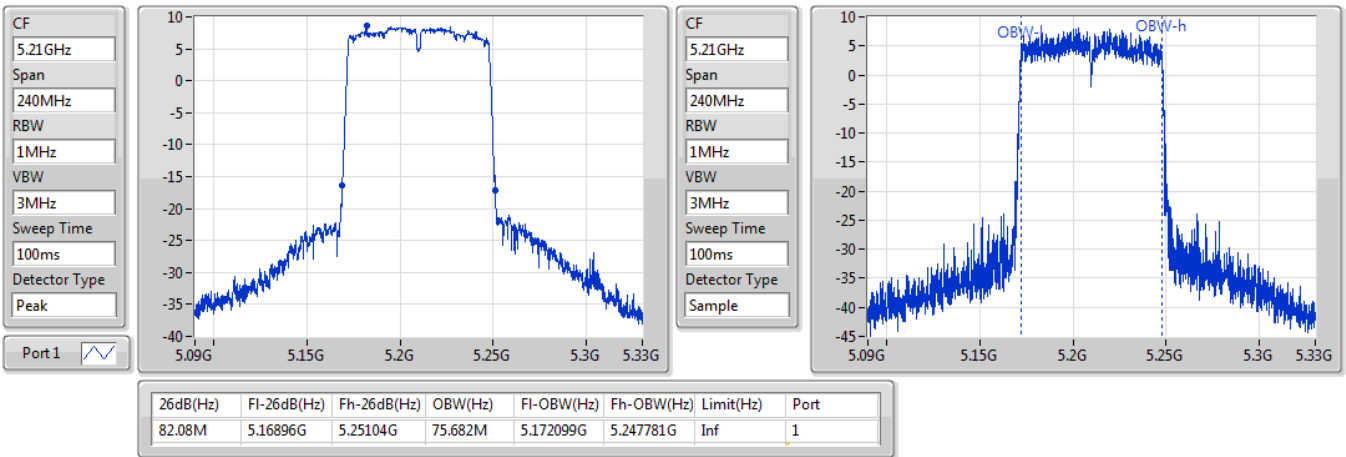 CF
5.21GHz
Span
240MHz
RBW
1MHz
VBW
3MHz
Sweep Time
100ms
Detector Type
Peak
Port 1
10
5
0
-5
-10
-15
-20
-25
-30
-35
-40
5.09G 5.15G 5.2G 5.25G 5.3G 5.33G
CF
5.21GHz
Span
240MHz
RBW
1MHz
VBW
3MHz
Sweep Time
100ms
Detector Type
Sample
10
5
0
-5
-10
-15
-20
-25
-30
-35
-40
-45
OBW-h
5.09G 5.15G 5.2G 5.25G 5.3G 5.33G
26dB(Hz) Fl-26dB(Hz) Fh-26dB(Hz) OBW(Hz) Fl-OBW(Hz) Fh-OBW(Hz) Limit(Hz) Port
82.08M 5.16896G 5.25104G 75.682M 5.172099G 5.247781G Inf 1